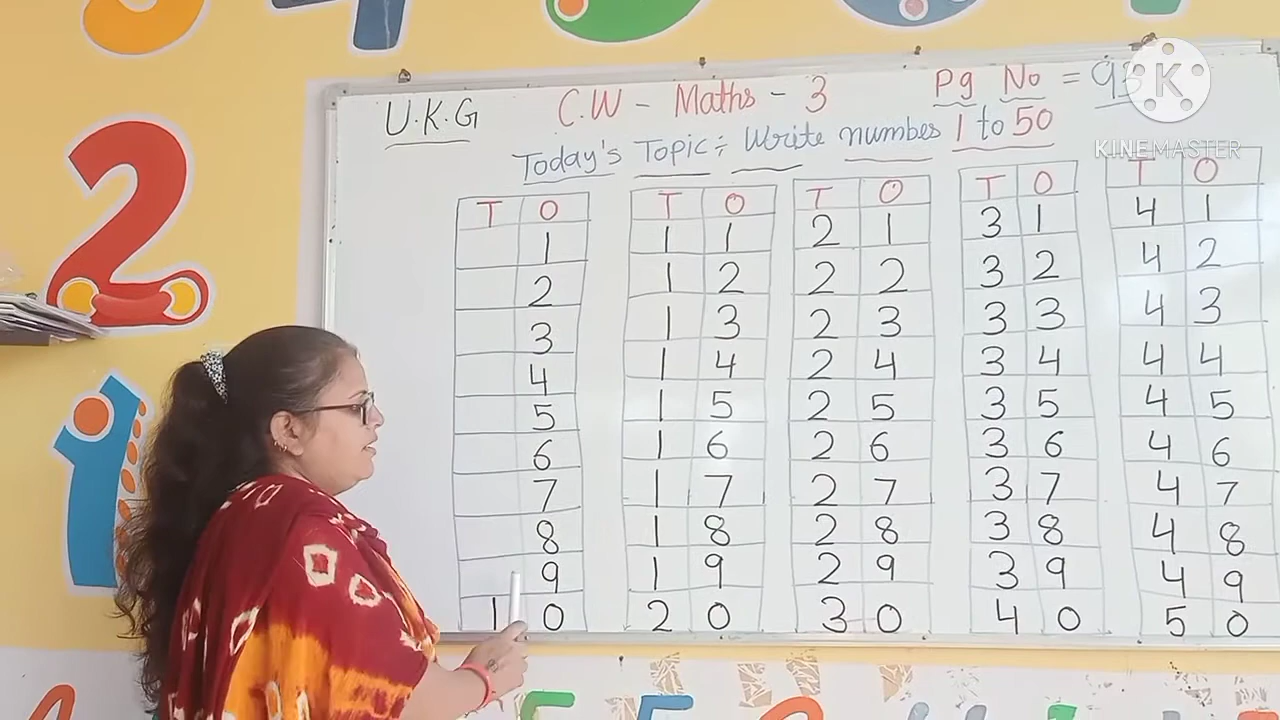 U.K.G C.W - Maths - 3 Pg No = 93
K
KINEMASTER
Today's Topic ÷ Write numbes 1 to 50
T O T O T O T O T O
1 1 1 2 1 3 1 4 1
2 1 2 2 2 3 2 4 2
3 1 3 2 3 3 3 4 3
4 1 4 2 4 3 4 4 4
5 1 5 2 5 3 5 4 5
6 1 6 2 6 3 6 4 6
7 1 7 2 7 3 7 4 7
8 1 8 2 8 3 8 4 8
9 1 9 2 9 3 9 4 9
1 0 2 0 3 0 4 0 5 0
2
1